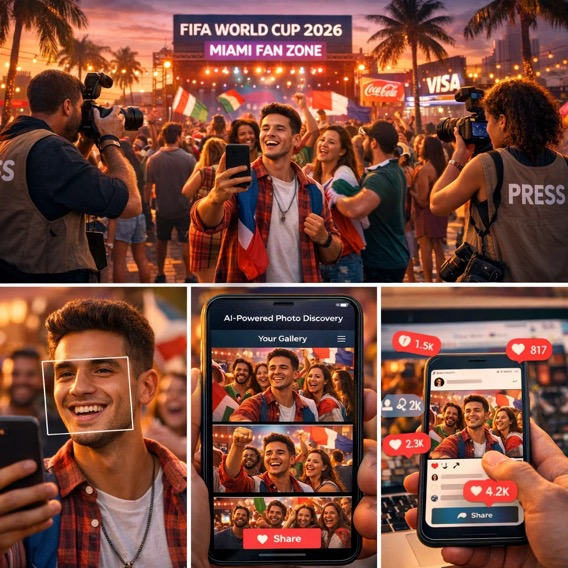 FIFA WORLD CUP 2026
MIAMI FAN ZONE
Coca-Cola
VISA
PRESS
AI-Powered Photo Discovery
Your Gallery
Share
1.5K
817
2K
2.3K
4.2K
Share